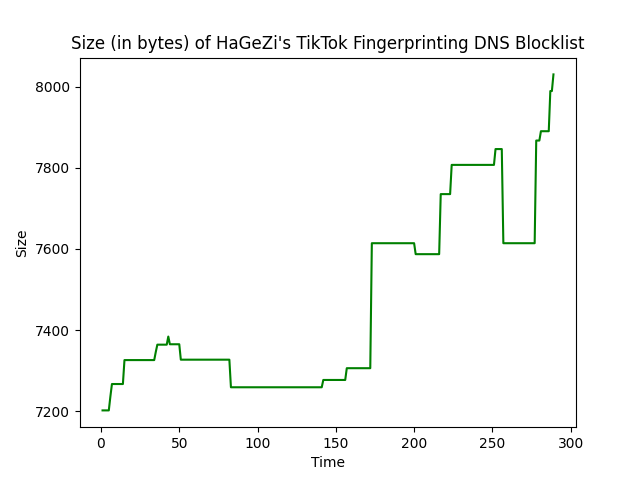 Size (in bytes) of HaGeZi's TikTok Fingerprinting DNS Blocklist
8000
7800
7600
7400
7200
Size
0 50 100 150 200 250 300
Time